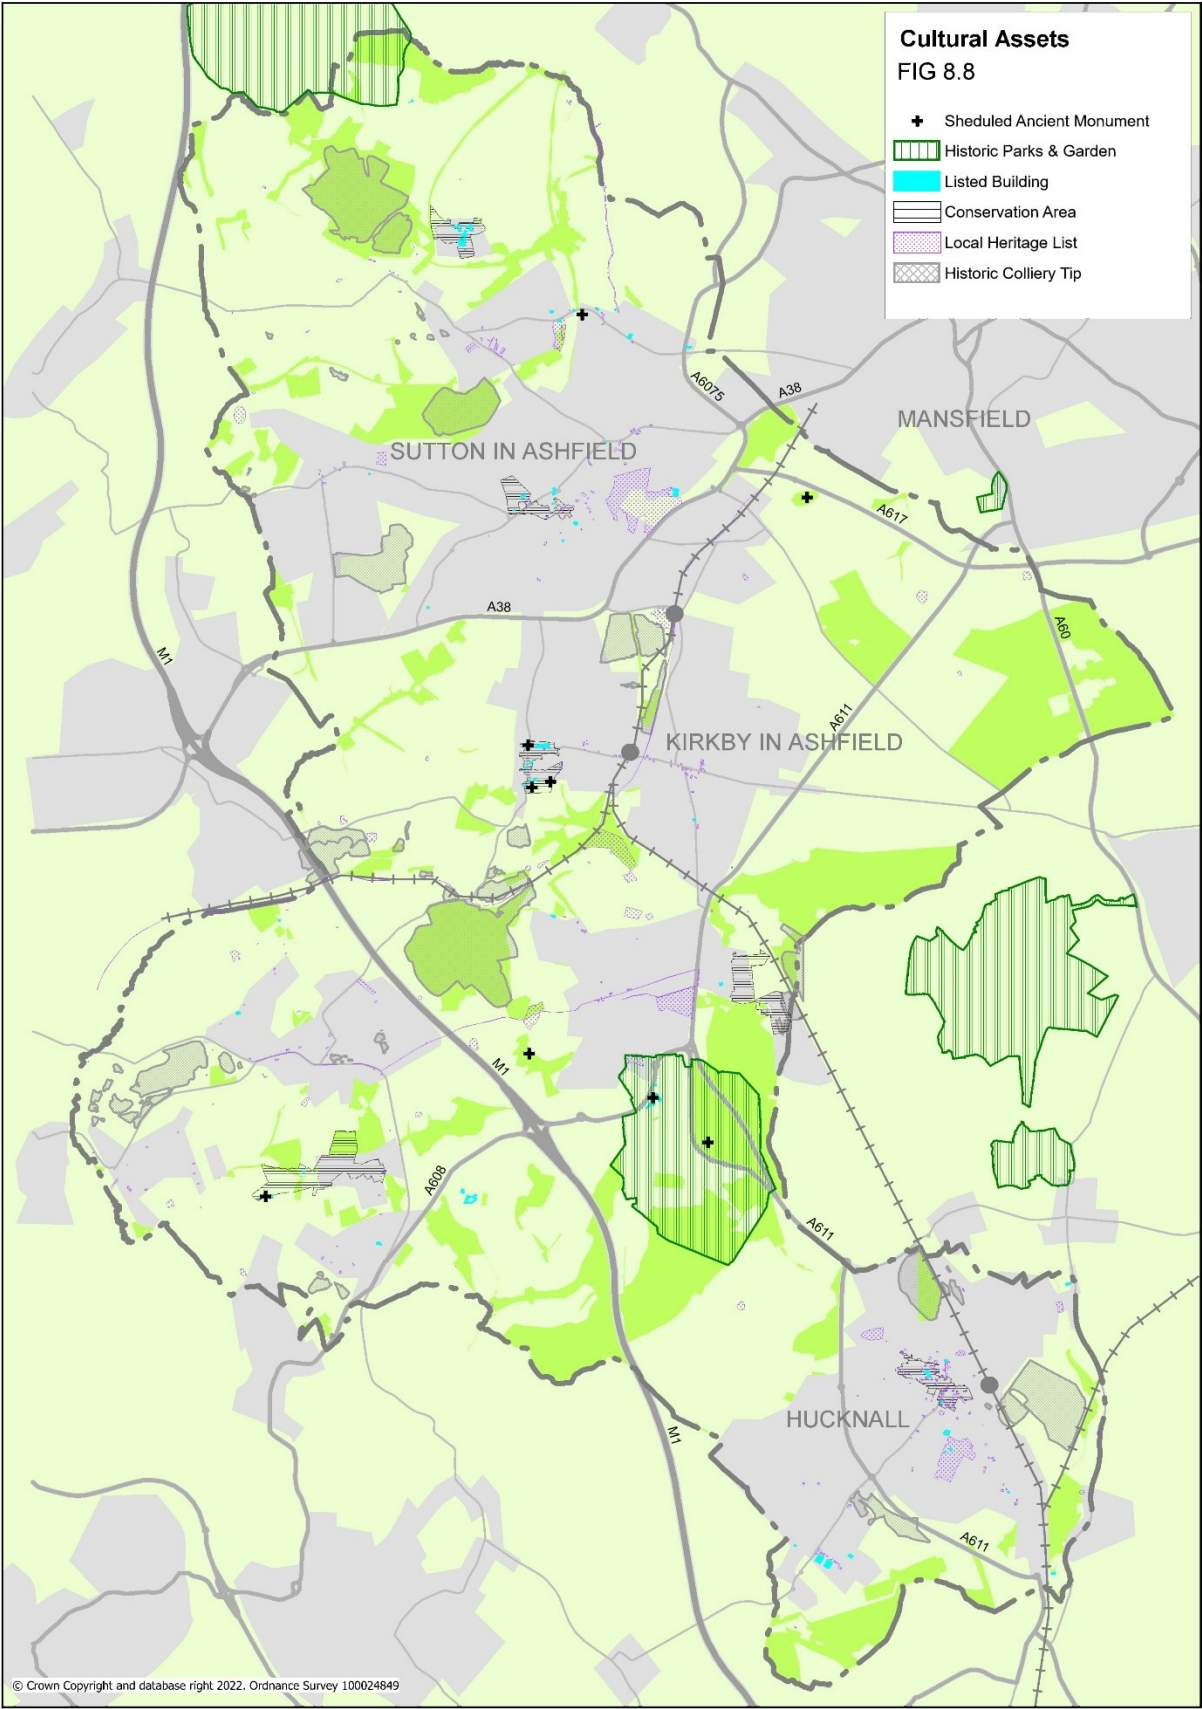 Cultural Assets
FIG 8.8
Sheduled Ancient Monument
Historic Parks & Garden
Listed Building
Conservation Area
Local Heritage List
Historic Colliery Tip
A6075
A38
MANSFIELD
SUTTON IN ASHFIELD
A617
A38
A60
M1
A611
KIRKBY IN ASHFIELD
M1
A608
A611
HUCKNALL
M1
A611
© Crown Copyright and database right 2022. Ordnance Survey 100024849